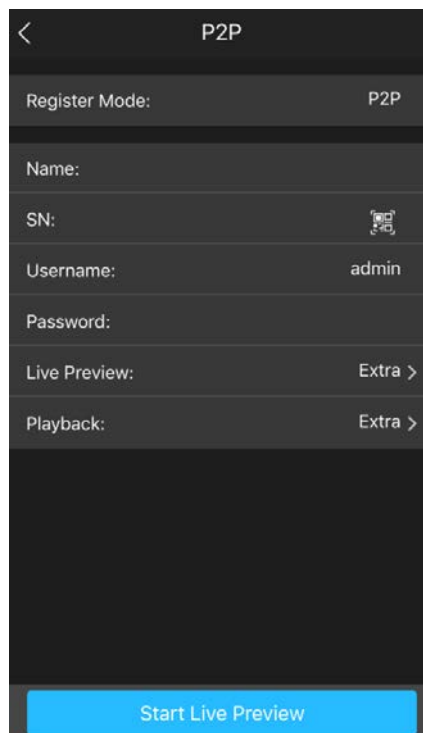 P2P
Register Mode: P2P
Name:
SN:
Username: admin
Password:
Live Preview: Extra >
Playback: Extra >
Start Live Preview